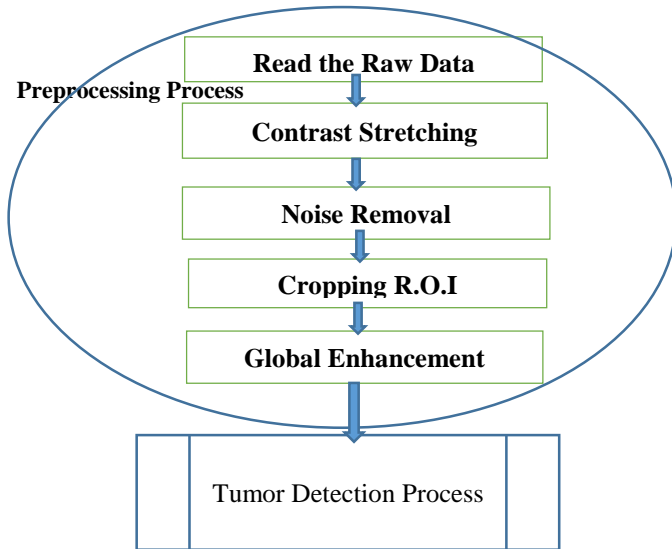 Read the Raw Data
Preprocessing Process
Contrast Stretching
Noise Removal
Cropping R.O.I
Global Enhancement
Tumor Detection Process